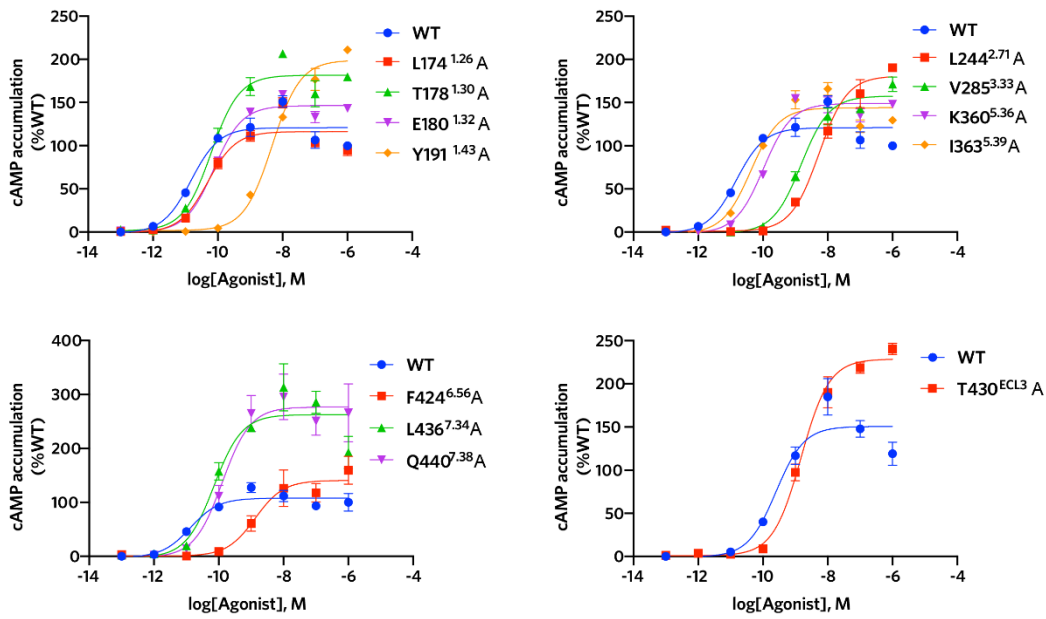 250
200
150
100
50
0
cAMP accumulation
(%WT)
-14
-12
-10
-8
-6
-4
log[Agonist], M
WT
L174^1.26 A
T178^1.30 A
E180^1.32 A
Y191^1.43 A
250
200
150
100
50
0
cAMP accumulation
(%WT)
-14
-12
-10
-8
-6
-4
log[Agonist], M
WT
L244^2.71 A
V285^3.33 A
K360^5.36 A
I363^5.39 A
400
300
200
100
0
cAMP accumulation
(%WT)
-14
-12
-10
-8
-6
-4
log[Agonist], M
WT
F424^6.56 A
L436^7.34 A
Q440^7.38 A
250
200
150
100
50
0
cAMP accumulation
(%WT)
-14
-12
-10
-8
-6
-4
log[Agonist], M
WT
T430^ECL3 A